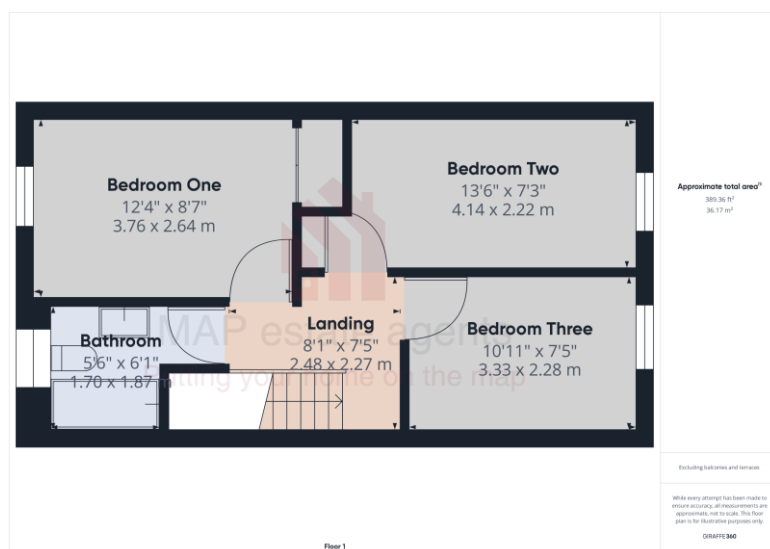 Bedroom One
12'4" x 8'7"
3.76 x 2.64 m
Bedroom Two
13'6" x 7'3"
4.14 x 2.22 m
Bathroom
5'6" x 6'1"
1.70 x 1.87 m
Landing
8'1" x 7'5"
2.48 x 2.27 m
Bedroom Three
10'11" x 7'5"
3.33 x 2.28 m
MAP estate agents
Putting your home on the map
Floor 1
Approximate total area⁽¹⁾
389.36 ft²
36.17 m²
Excluding balconies and terraces
While every attempt has been made to
ensure accuracy, all measurements are
approximate, not to scale. This floor
plan is for illustrative purposes only.
GIRAFFE360